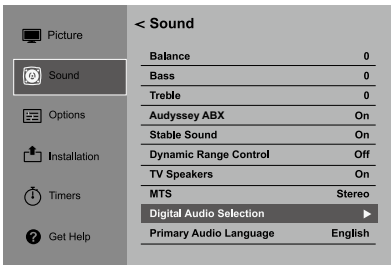 Picture
Sound
Options
Installation
Timers
Get Help
< Sound
Balance 0
Bass 0
Treble 0
Audyssey ABX On
Stable Sound On
Dynamic Range Control Off
TV Speakers On
MTS Stereo
Digital Audio Selection
Primary Audio Language English